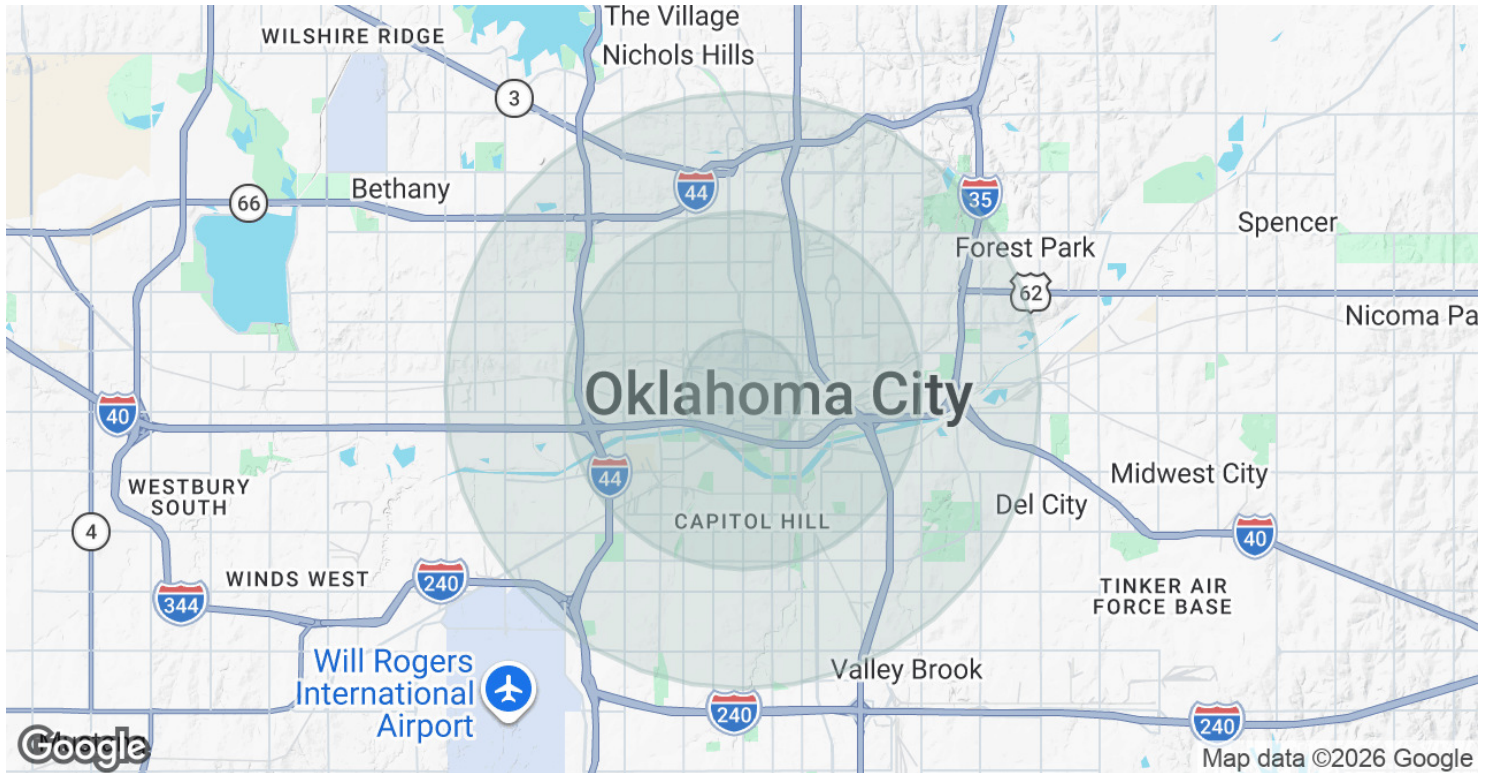 The Village
WILSHIRE RIDGE
Nichols Hills
3
44
Bethany
66
35
Spencer
Forest Park
62
Nicoma Pa
Oklahoma City
40
44
Midwest City
WESTBURY
SOUTH
Del City
CAPITOL HILL
4
40
WINDS WEST
240
TINKER AIR
FORCE BASE
344
Will Rogers
International
Airport
Valley Brook
240
240
Google
Map data ©2026 Google